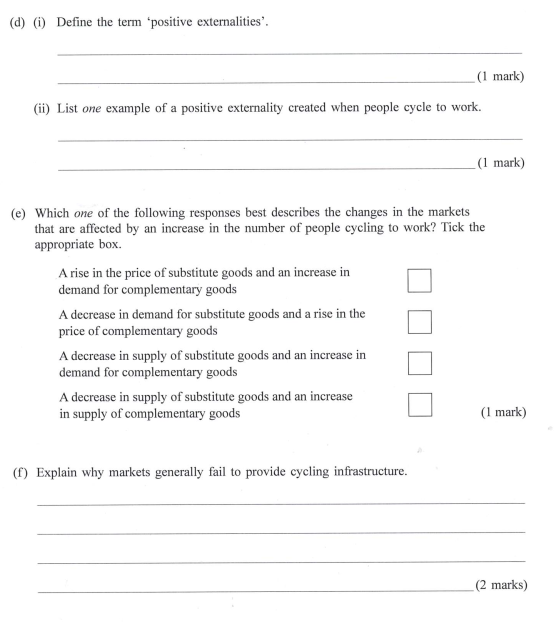 (d) (i) Define the term ‘positive externalities’.
(1 mark)
(ii) List one example of a positive externality created when people cycle to work.
(1 mark)
(e) Which one of the following responses best describes the changes in the markets
that are affected by an increase in the number of people cycling to work? Tick the
appropriate box.
A rise in the price of substitute goods and an increase in
demand for complementary goods
A decrease in demand for substitute goods and a rise in the
price of complementary goods
A decrease in supply of substitute goods and an increase in
demand for complementary goods
A decrease in supply of substitute goods and an increase
in supply of complementary goods
(1 mark)
(f) Explain why markets generally fail to provide cycling infrastructure.
(2 marks)